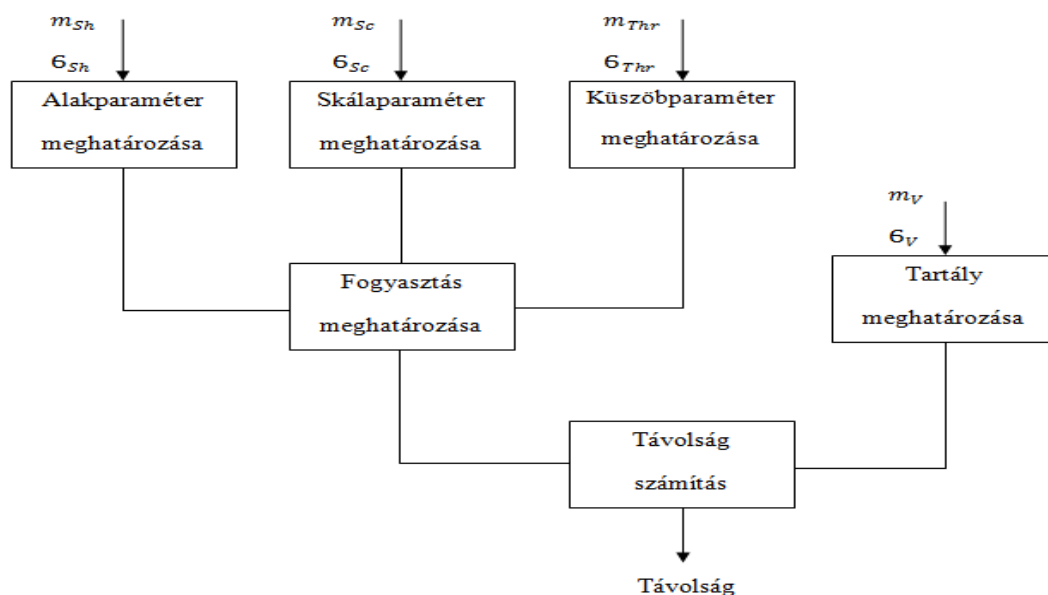 m_Sh
6_Sh
Alakparaméter
meghatározása
m_Sc
6_Sc
Skálaparaméter
meghatározása
m_Thr
6_Thr
Küszöbparaméter
meghatározása
m_V
6_V
Tartály
meghatározása
Fogyasztás
meghatározása
Távolság
számítás
Távolság